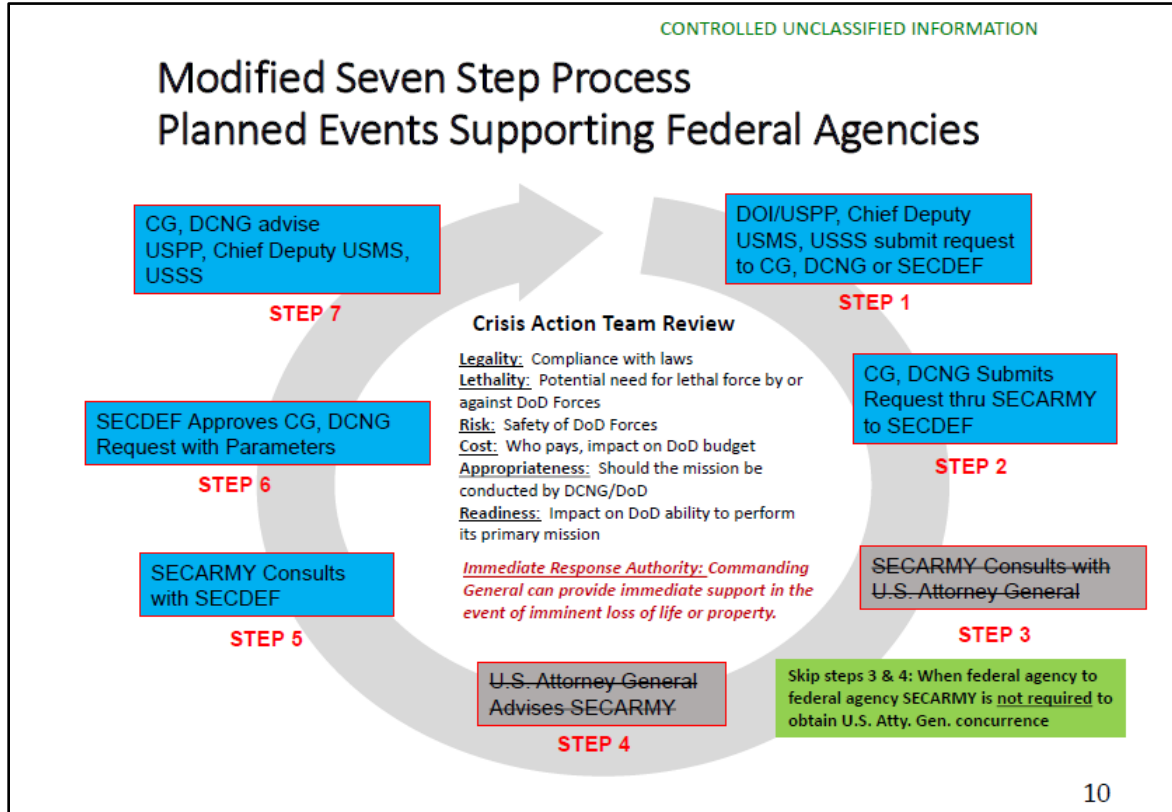 CONTROLLED UNCLASSIFIED INFORMATION
Modified Seven Step Process
Planned Events Supporting Federal Agencies
DOI/USPP, Chief Deputy
USMS, USSS submit request
to CG, DCNG or SECDEF
STEP 1
CG, DCNG Submits
Request thru SECARMY
to SECDEF
STEP 2
SECARMY Consults with
U.S. Attorney General
STEP 3
Skip steps 3 & 4: When federal agency to
federal agency SECARMY is not required to
obtain U.S. Atty. Gen. concurrence
U.S. Attorney General
Advises SECARMY
STEP 4
SECARMY Consults
with SECDEF
STEP 5
SECDEF Approves CG, DCNG
Request with Parameters
STEP 6
CG, DCNG advise
USPP, Chief Deputy USMS,
USSS
STEP 7
Crisis Action Team Review
Legality: Compliance with laws
Lethality: Potential need for lethal force by or
against DoD Forces
Risk: Safety of DoD Forces
Cost: Who pays, impact on DoD budget
Appropriateness: Should the mission be
conducted by DCNG/DoD
Readiness: Impact on DoD ability to perform
its primary mission
Immediate Response Authority: Commanding
General can provide immediate support in the
event of imminent loss of life or property.
10